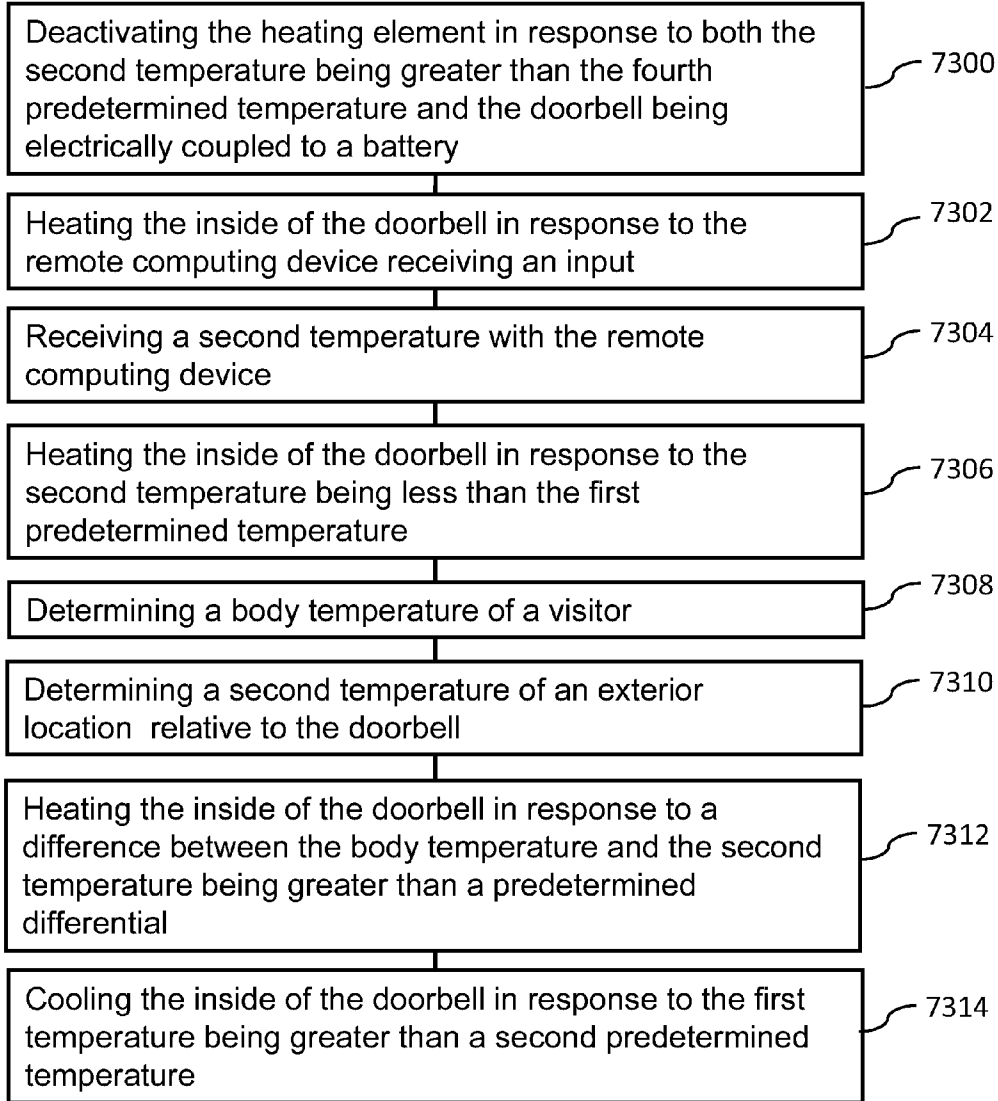 Deactivating the heating element in response to both the
second temperature being greater than the fourth
predetermined temperature and the doorbell being
electrically coupled to a battery
7300
Heating the inside of the doorbell in response to the
remote computing device receiving an input
7302
Receiving a second temperature with the remote
computing device
7304
Heating the inside of the doorbell in response to the
second temperature being less than the first
predetermined temperature
7306
Determining a body temperature of a visitor
7308
Determining a second temperature of an exterior
location relative to the doorbell
7310
Heating the inside of the doorbell in response to a
difference between the body temperature and the second
temperature being greater than a predetermined
differential
7312
Cooling the inside of the doorbell in response to the first
temperature being greater than a second predetermined
temperature
7314